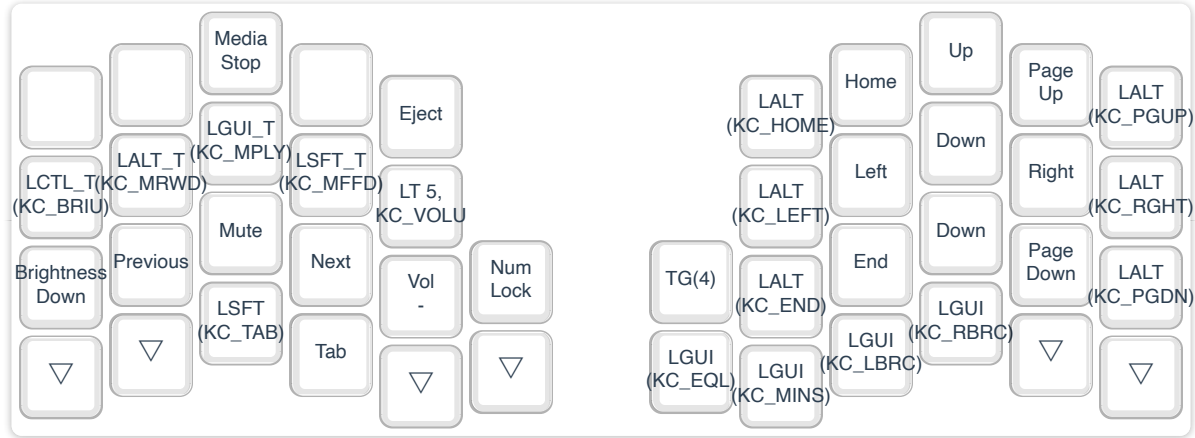 Media
Stop
Eject
LGUI_T
(KC_MPLY)
LALT_T
(KC_MRWD)
LSFT_T
(KC_MFFD)
LCTL_T
(KC_BRIU)
LT 5,
KC_VOLU
Mute
Brightness
Down
Previous
Next
Vol
-
Num
Lock
LSFT
(KC_TAB)
Tab
▽
▽
▽
▽
Up
Home
Page
Up
LALT
(KC_HOME)
LALT
(KC_PGUP)
Down
Left
Right
LALT
(KC_LEFT)
LALT
(KC_RGHT)
Down
End
Page
Down
TG(4)
LALT
(KC_END)
LALT
(KC_PGDN)
LGUI
(KC_RBRC)
LGUI
(KC_LBRC)
LGUI
(KC_EQL)
LGUI
(KC_MINS)
▽
▽